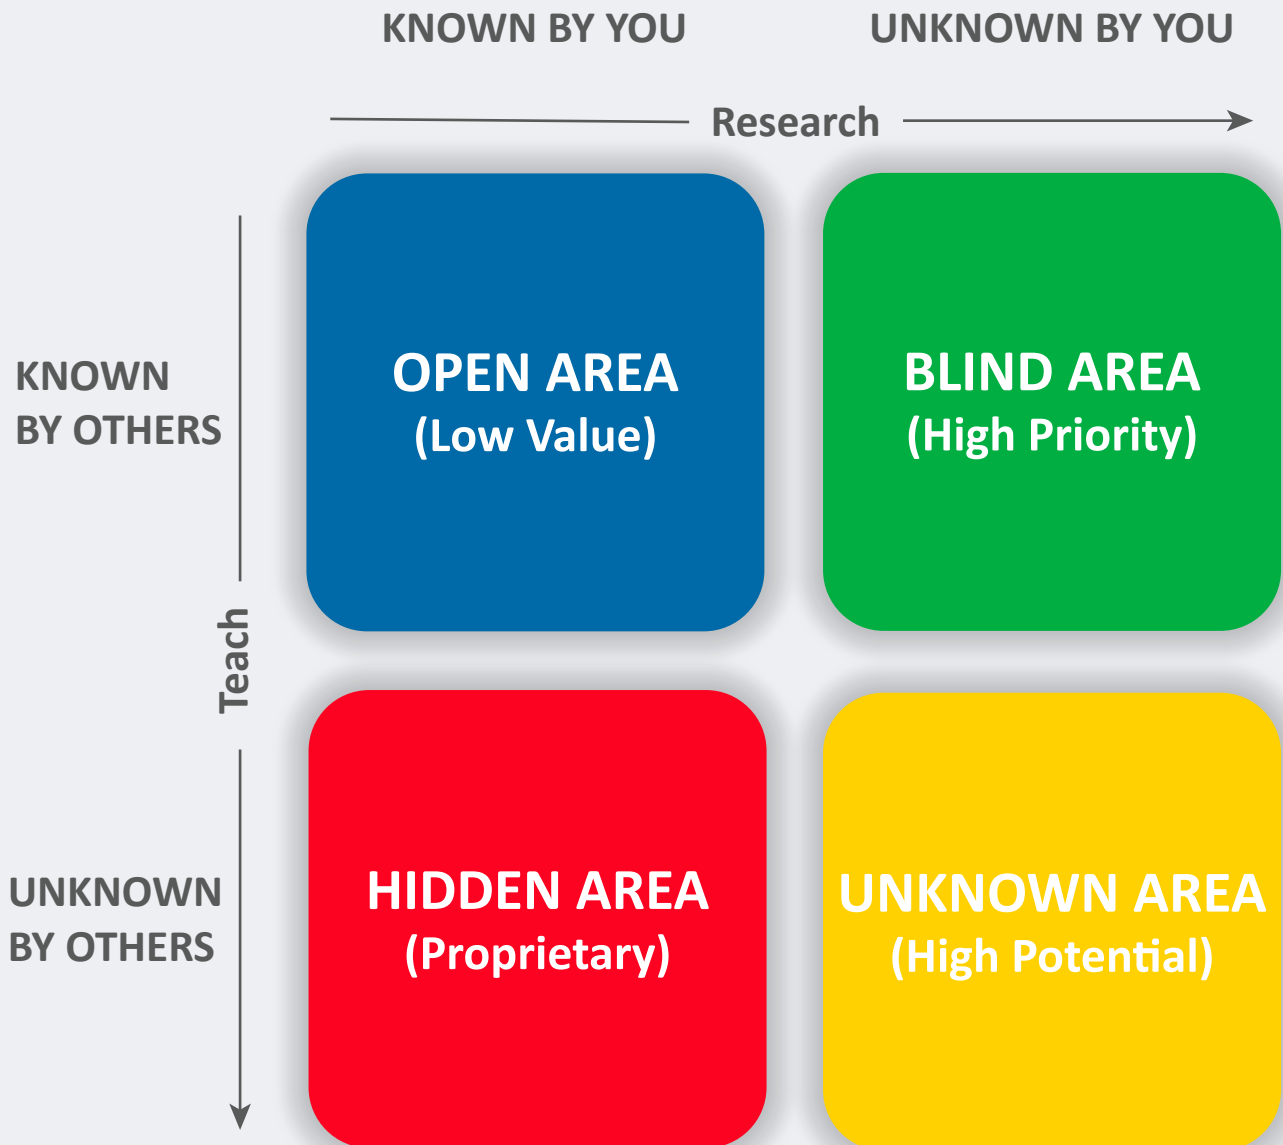 KNOWN BY YOU
UNKNOWN BY YOU
Research
KNOWN
BY OTHERS
OPEN AREA
(Low Value)
BLIND AREA
(High Priority)
Teach
UNKNOWN
BY OTHERS
HIDDEN AREA
(Proprietary)
UNKNOWN AREA
(High Potential)